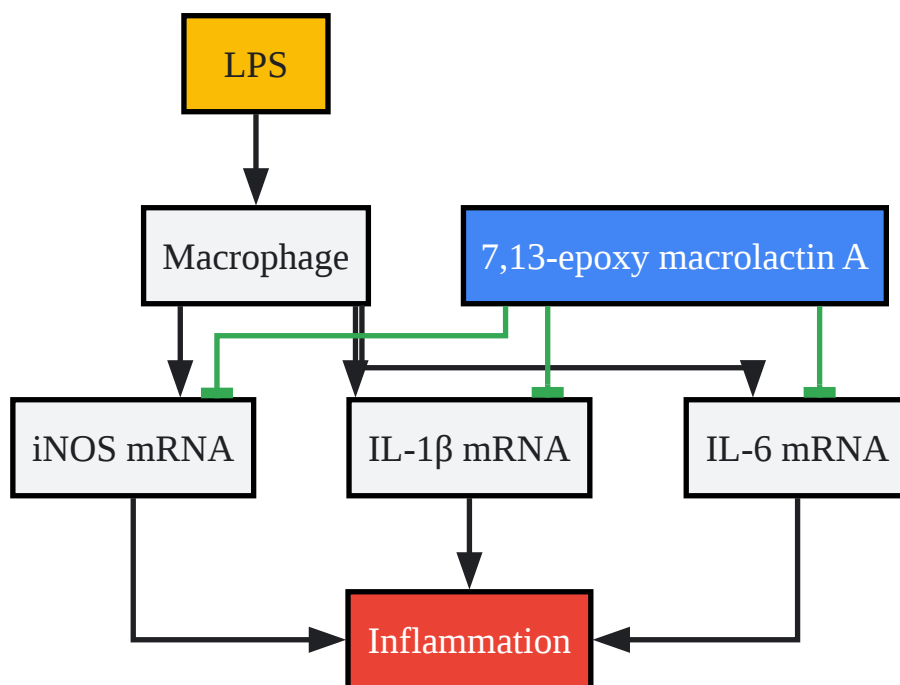 LPS
Macrophage
7,13-epoxy macrolactin A
iNOS mRNA
IL-1β mRNA
IL-6 mRNA
Inflammation